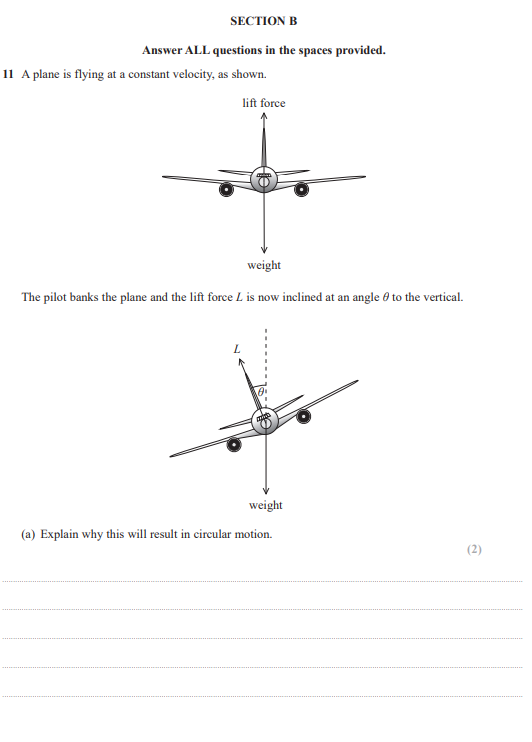 SECTION B
Answer ALL questions in the spaces provided.
11 A plane is flying at a constant velocity, as shown.
lift force
weight
The pilot banks the plane and the lift force L is now inclined at an angle θ to the vertical.
L
θ
weight
(a) Explain why this will result in circular motion.
(2)